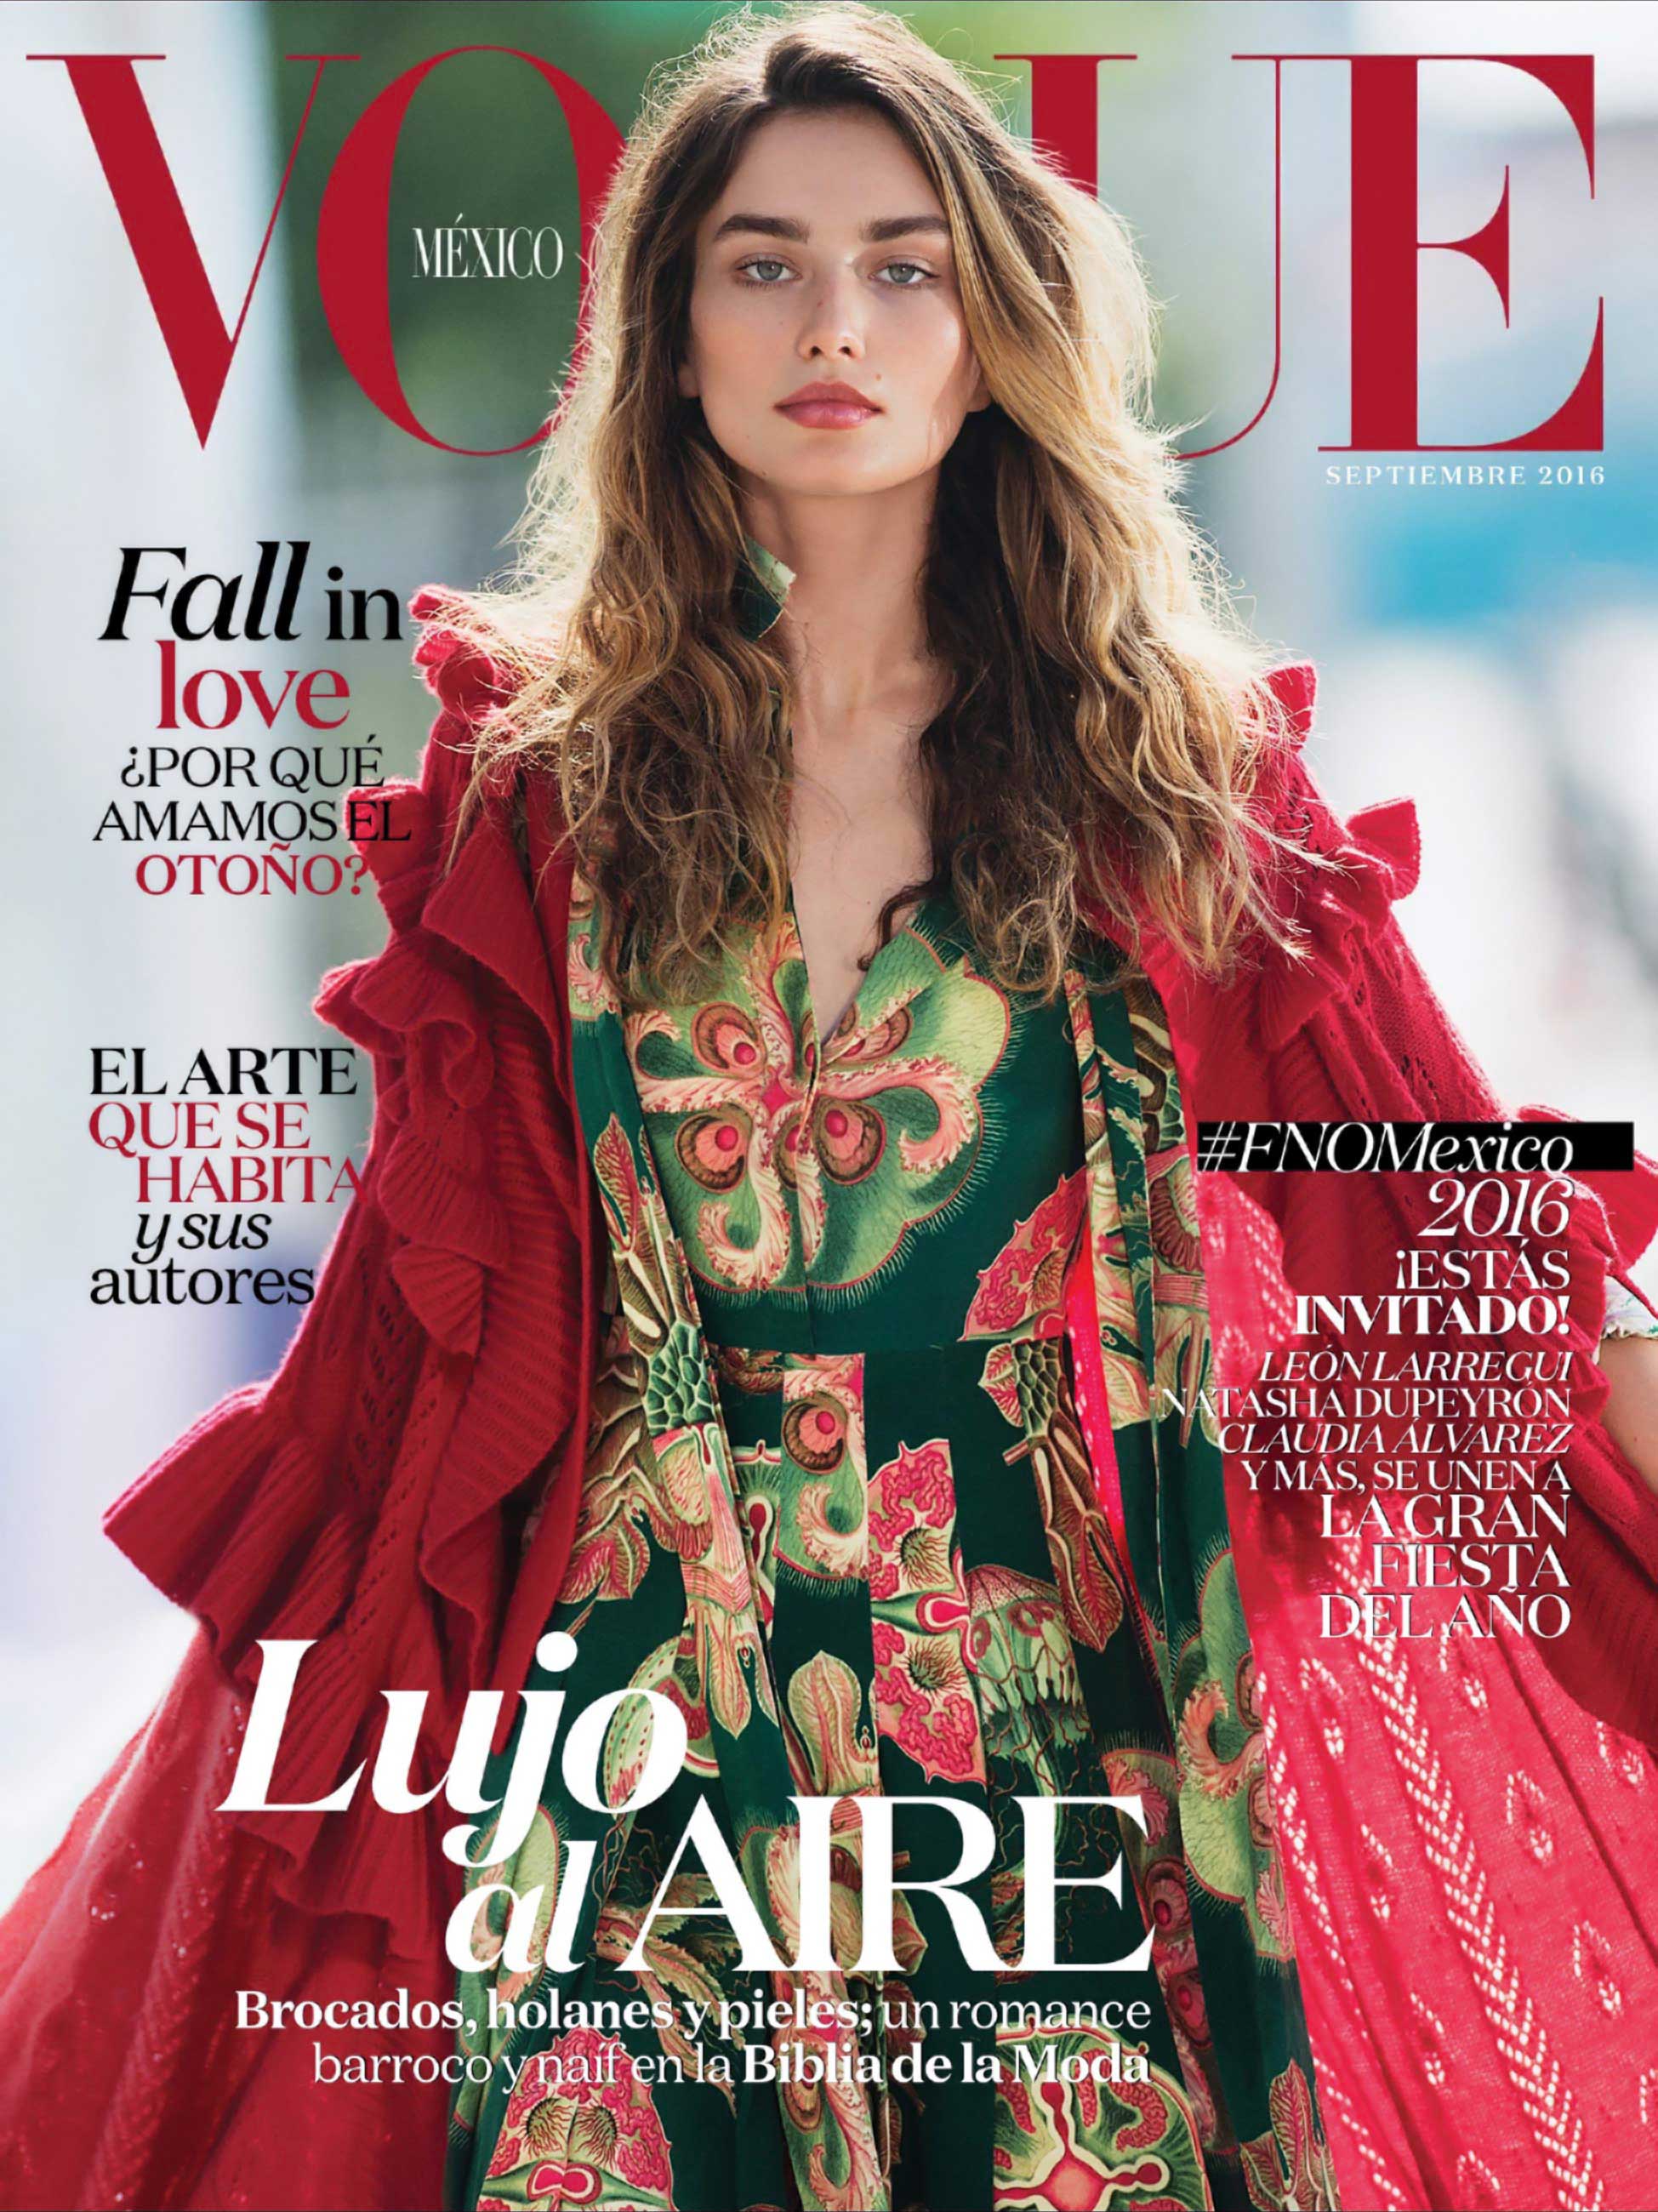 VOGUE
MÉXICO
SEPTIEMBRE 2016
Fall in
love
¿POR QUÉ
AMAMOS EL
OTOÑO?
EL ARTE
QUE SE
HABITA
y sus
autores
#FNOMexico
2016
¡ESTÁS
INVITADO!
LEÓN LARREGUI
NATASHA DUPEYRÓN
CLAUDIA ÁLVAREZ
Y MÁS, SE UNEN A
LA GRAN
FIESTA
DEL AÑO
Lujo
al AIRE
Brocados, holanes y pieles; un romance
barroco y naïf en la Biblia de la Moda